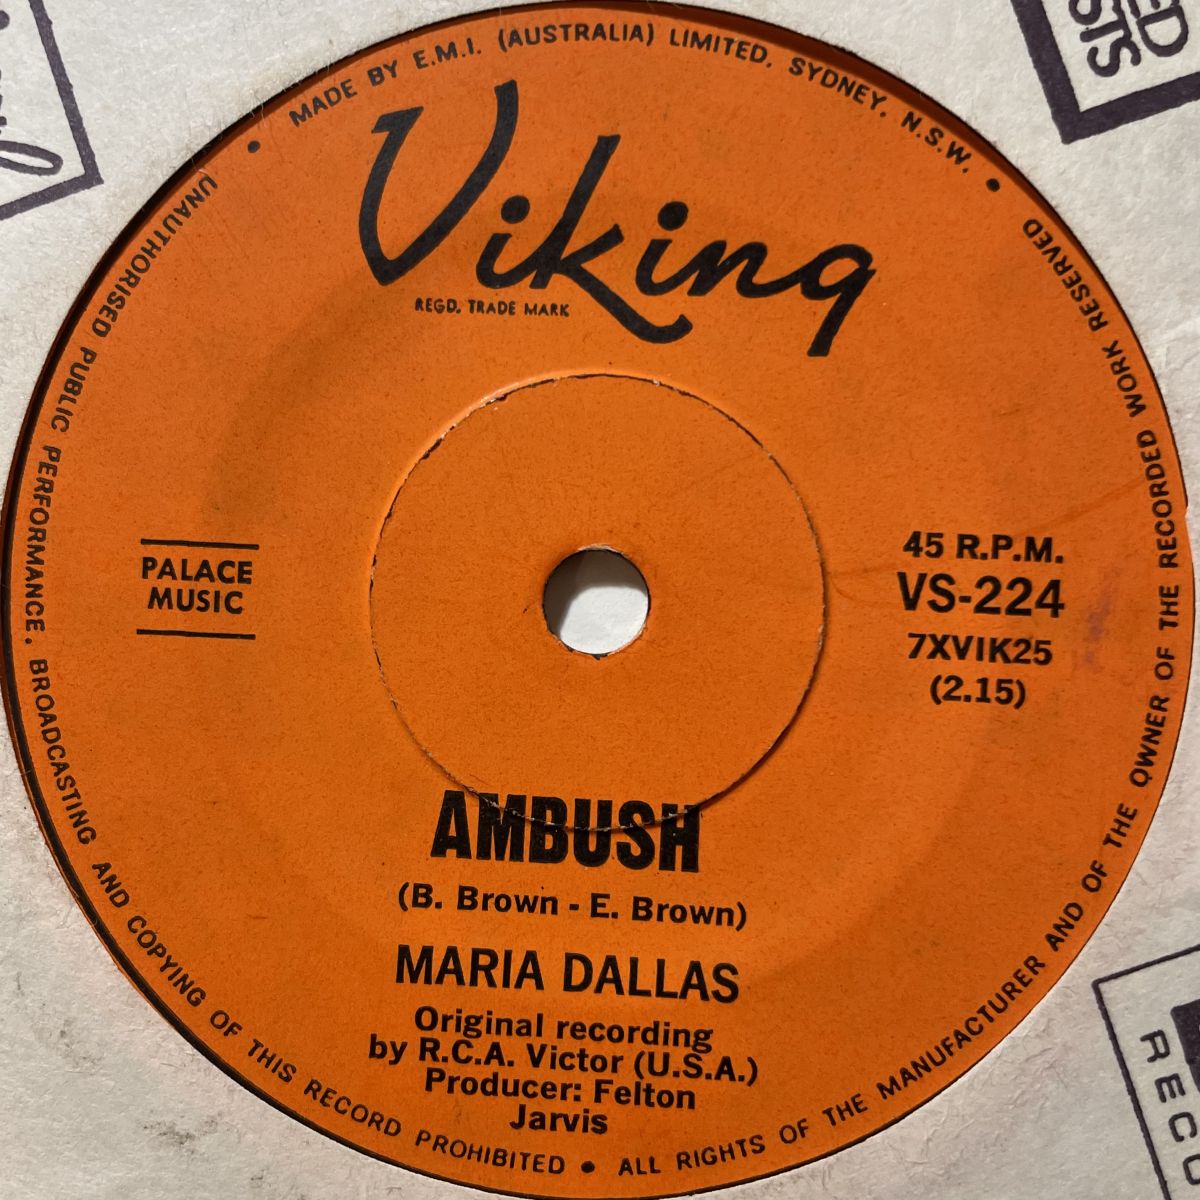 MADE BY E.M.I. (AUSTRALIA) LIMITED. SYDNEY. N.S.W.
Viking
REGD. TRADE MARK
PALACE
MUSIC
45 R.P.M.
VS-224
7XVIK25
(2.15)
AMBUSH
(B. Brown - E. Brown)
MARIA DALLAS
Original recording
by R.C.A. Victor (U.S.A.)
Producer: Felton
Jarvis
UNAUTHORISED PUBLIC PERFORMANCE. BROADCASTING AND COPYING OF THIS RECORD PROHIBITED • ALL RIGHTS OF THE MANUFACTURER AND OF THE OWNER OF THE RECORDED WORK RESERVED